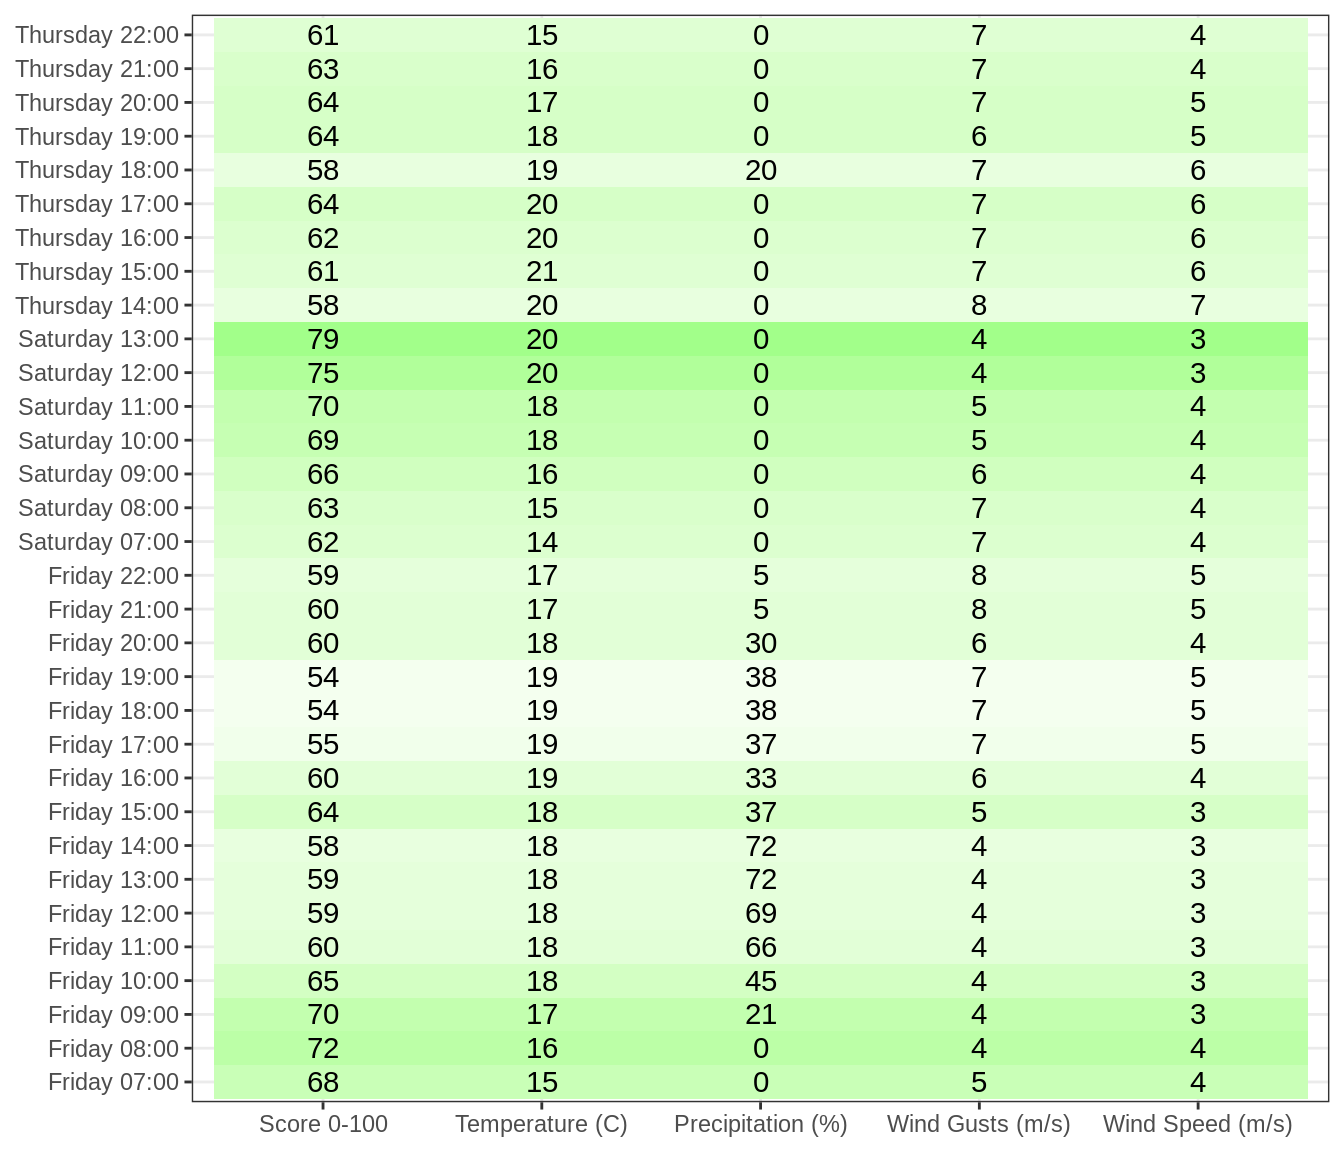 Thursday 22:00 61 15 0 7 4
Thursday 21:00 63 16 0 7 4
Thursday 20:00 64 17 0 7 5
Thursday 19:00 64 18 0 6 5
Thursday 18:00 58 19 20 7 6
Thursday 17:00 64 20 0 7 6
Thursday 16:00 62 20 0 7 6
Thursday 15:00 61 21 0 7 6
Thursday 14:00 58 20 0 8 7
Saturday 13:00 79 20 0 4 3
Saturday 12:00 75 20 0 4 3
Saturday 11:00 70 18 0 5 4
Saturday 10:00 69 18 0 5 4
Saturday 09:00 66 16 0 6 4
Saturday 08:00 63 15 0 7 4
Saturday 07:00 62 14 0 7 4
Friday 22:00 59 17 5 8 5
Friday 21:00 60 17 5 8 5
Friday 20:00 60 18 30 6 4
Friday 19:00 54 19 38 7 5
Friday 18:00 54 19 38 7 5
Friday 17:00 55 19 37 7 5
Friday 16:00 60 19 33 6 4
Friday 15:00 64 18 37 5 3
Friday 14:00 58 18 72 4 3
Friday 13:00 59 18 72 4 3
Friday 12:00 59 18 69 4 3
Friday 11:00 60 18 66 4 3
Friday 10:00 65 18 45 4 3
Friday 09:00 70 17 21 4 3
Friday 08:00 72 16 0 4 4
Friday 07:00 68 15 0 5 4
Score 0-100 Temperature (C) Precipitation (%) Wind Gusts (m/s) Wind Speed (m/s)